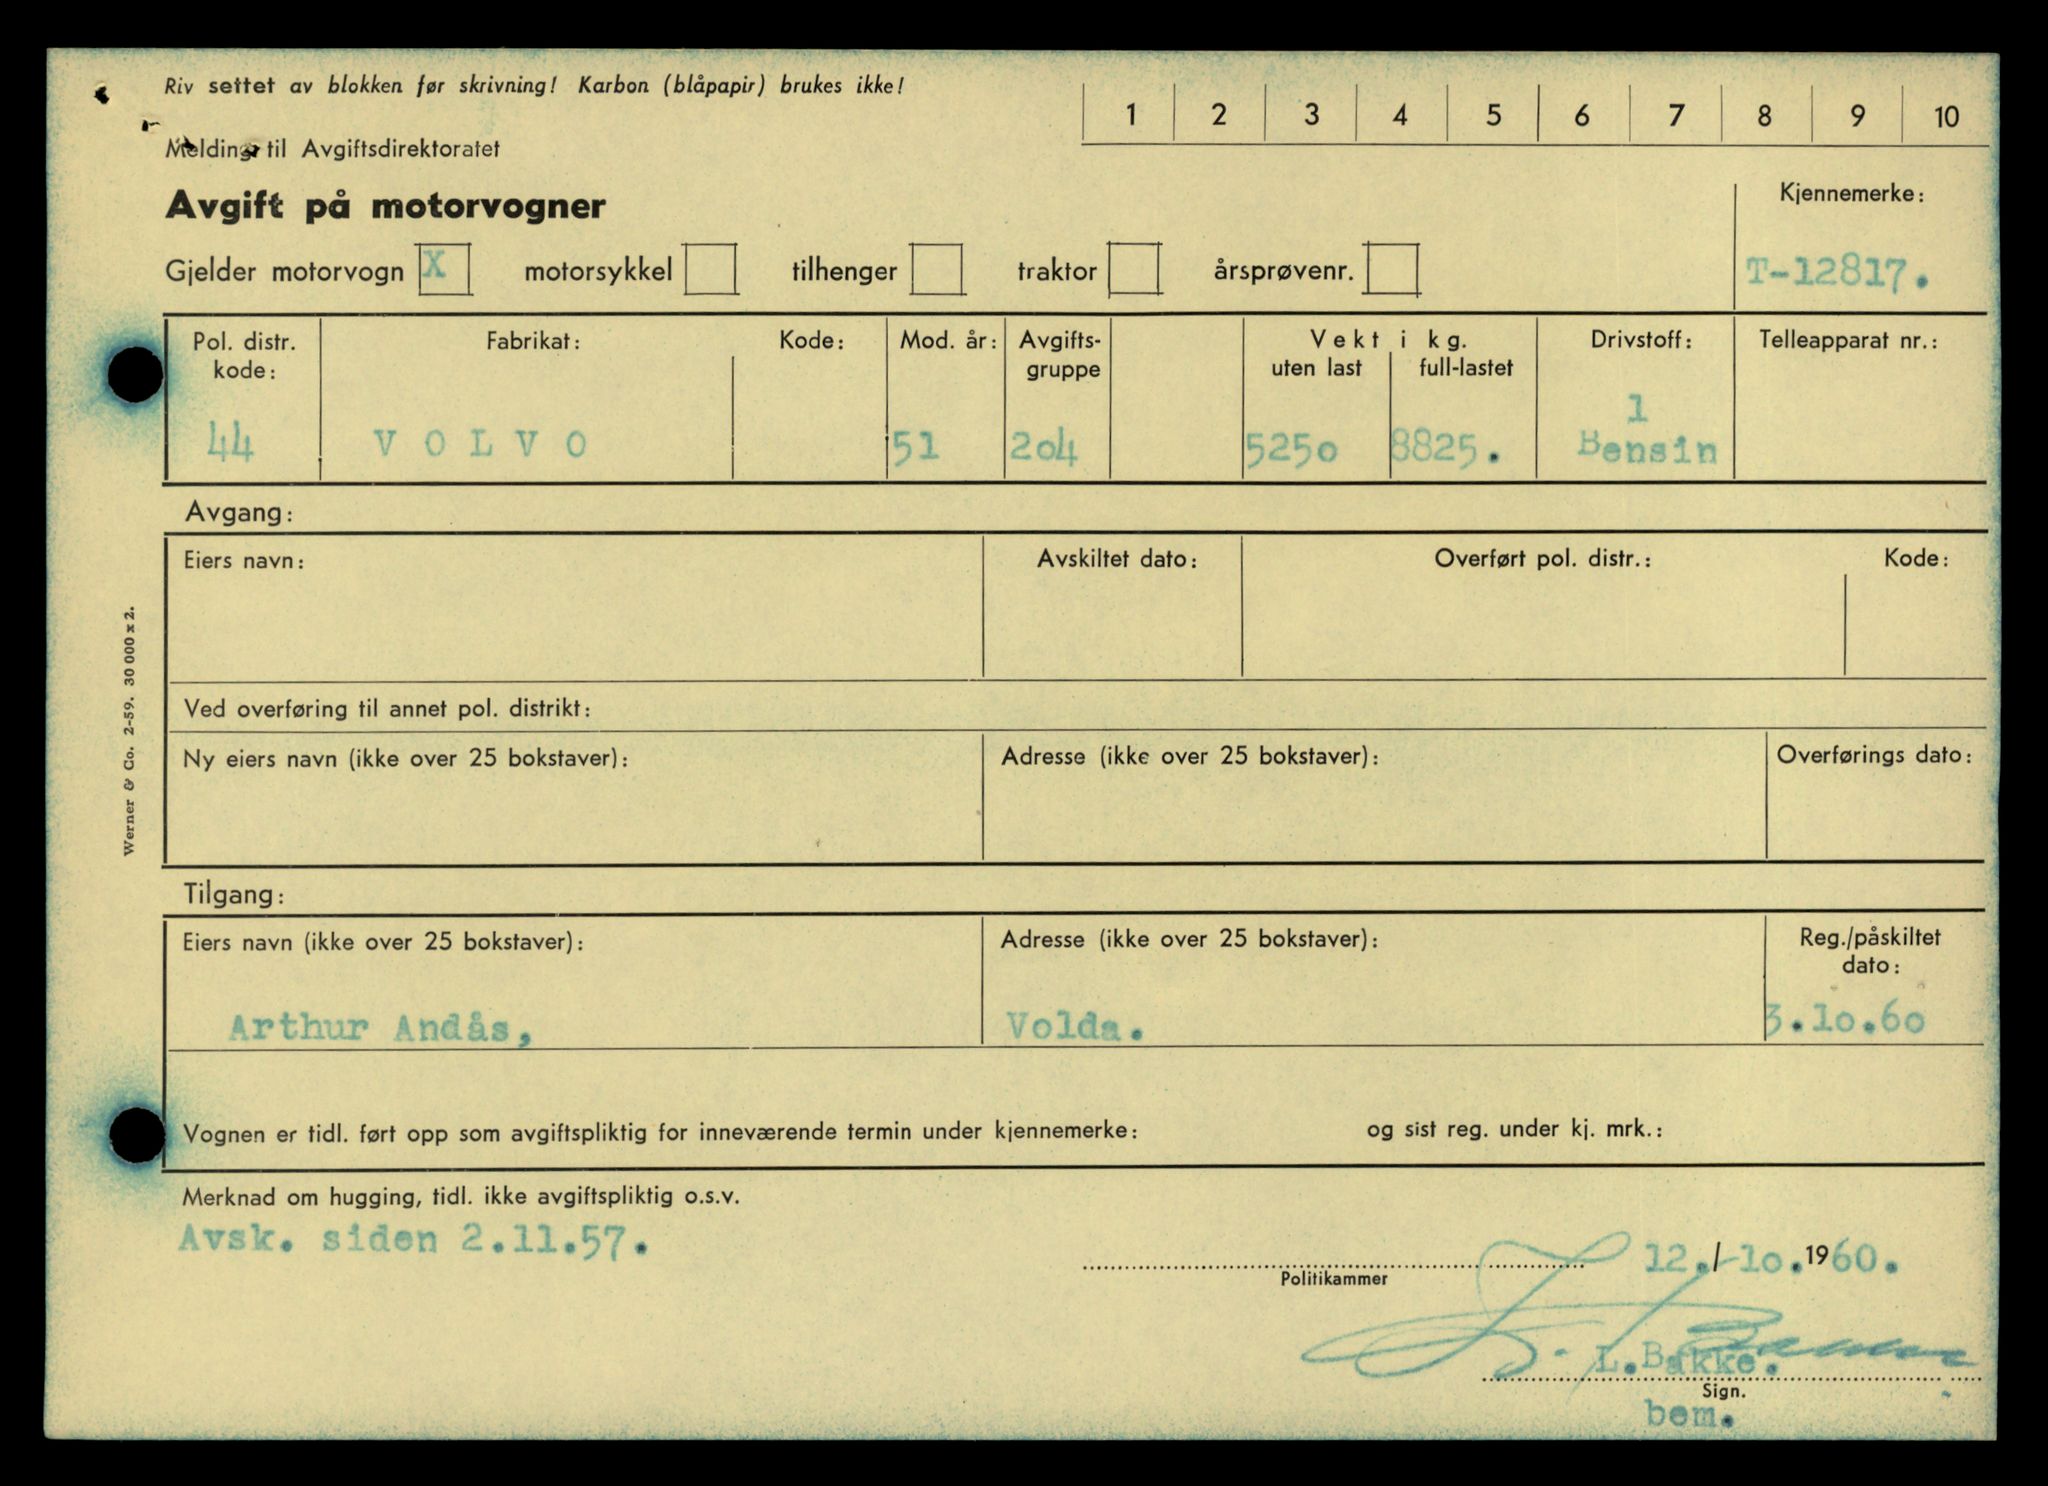 Riv settet av blokken før skrivning! Karbon (blåpapir) brukes ikke!
1 2 3 4 5 6 7 8 9 10
Melding til Avgiftsdirektoratet
Avgift på motorvogner
Kjennemerke:
Gjelder motorvogn X motorsykkel tilhenger traktor årsprøvenr.
T-12817.
Pol. distr. kode: Fabrikat: Kode: Mod. år: Avgifts-gruppe Vekt i kg. uten last full-lastet Drivstoff: Telleapparat nr.:
1
44 VOLVO 51 204 5250 8825. Bensin
Avgang:
Eiers navn: Avskiltet dato: Overført pol. distr.: Kode:
Ved overføring til annet pol. distrikt:
Ny eiers navn (ikke over 25 bokstaver): Adresse (ikke over 25 bokstaver): Overførings dato:
Werner & Co. 2-59. 30 000 x 2.
Tilgang:
Eiers navn (ikke over 25 bokstaver): Adresse (ikke over 25 bokstaver): Reg./påskiltet dato:
Arthur Andås, Volda. 3.10.60
Vognen er tidl. ført opp som avgiftspliktig for inneværende termin under kjennemerke: og sist reg. under kj. mrk.:
Merknad om hugging, tidl. ikke avgiftspliktig o.s.v.
Avsk. siden 2.11.57.
12./10.1960.
Politikammer
L.Bakke.
Sign.
bem.